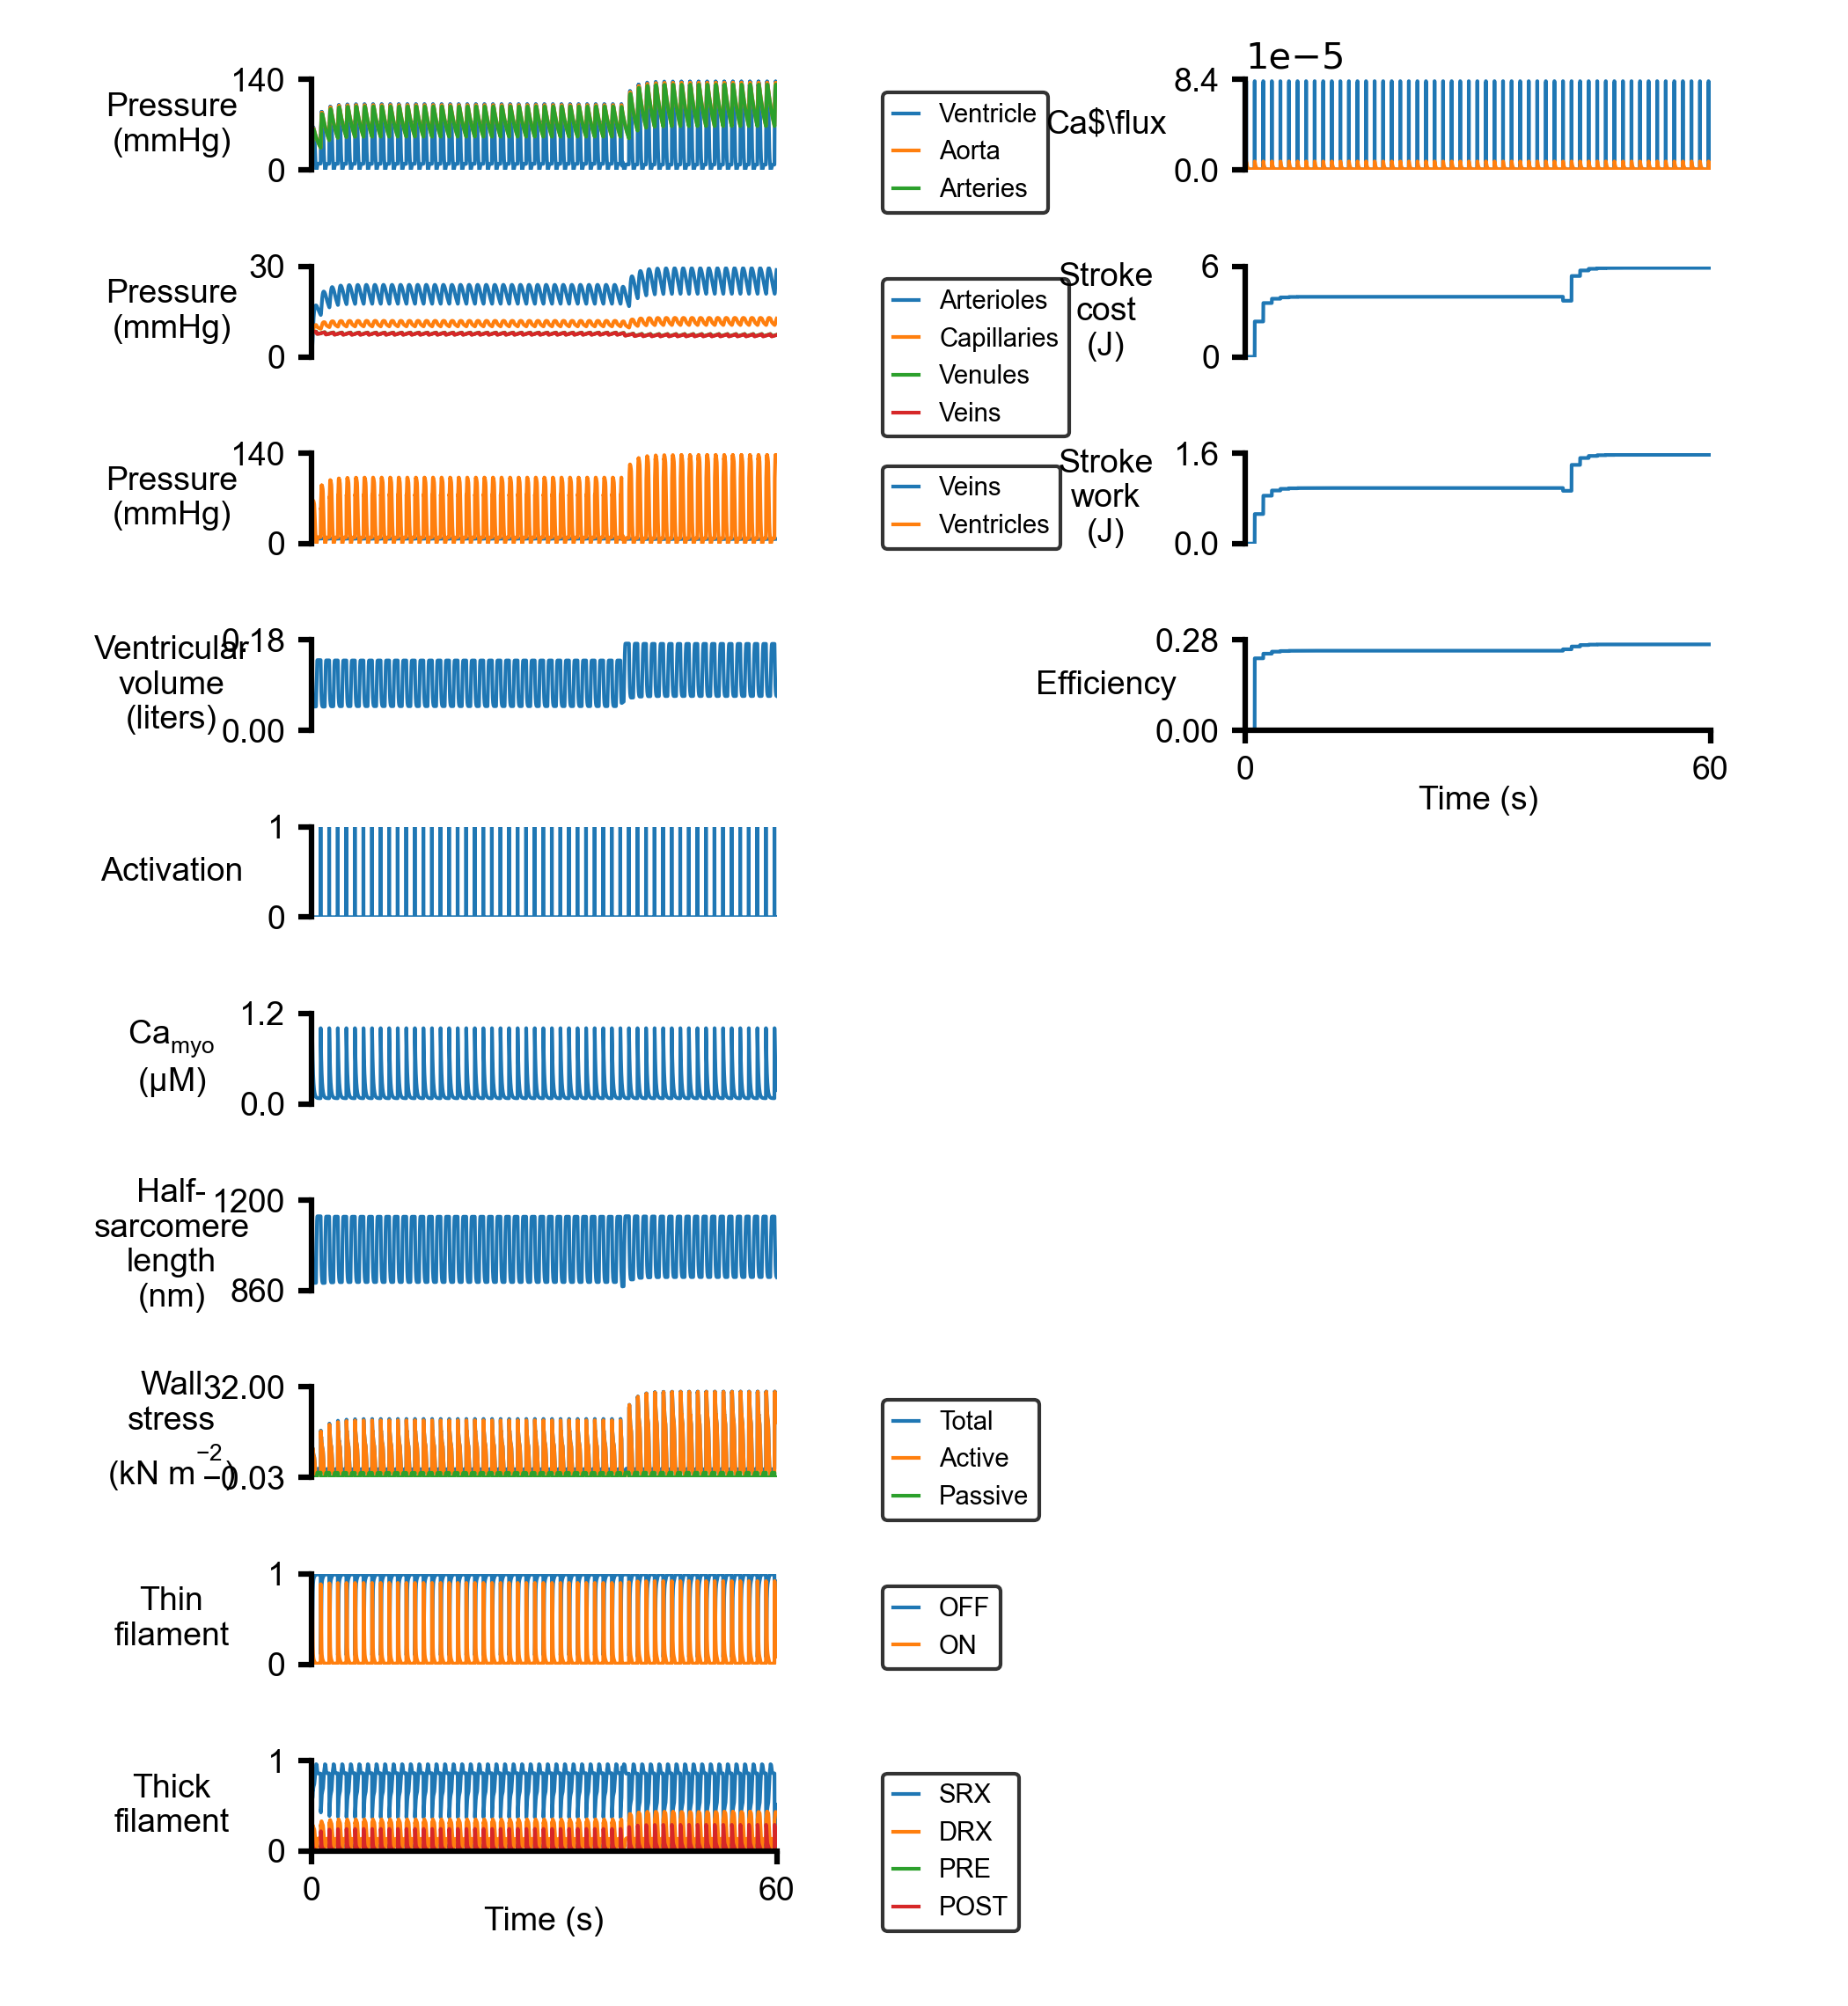 140
Pressure
(mmHg)
0
Ventricle
Aorta
Arteries
30
Pressure
(mmHg)
0
Arterioles
Capillaries
Venules
Veins
140
Pressure
(mmHg)
0
Veins
Ventricles
0.18
Ventricular
volume
(liters)
0.00
1
Activation
0
1.2
Ca_myo
(µM)
0.0
1200
Half-
sarcomere
length
(nm)
860
32.00
Wall
stress
(kN m⁻²)
−0.03
Total
Active
Passive
1
Thin
filament
0
OFF
ON
1
Thick
filament
0
SRX
DRX
PRE
POST
0 60
Time (s)
1e−5
8.4
Ca$\flux
0.0
6
Stroke
cost
(J)
0
1.6
Stroke
work
(J)
0.0
0.28
Efficiency
0.00
0 60
Time (s)